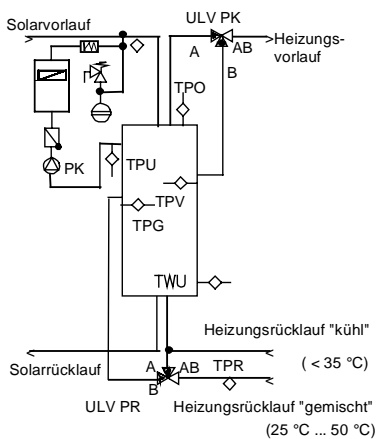 Solarvorlauf
ULV PK
A
AB
Heizungs-
vorlauf
B
TPO
PK
TPU
TPV
TPG
TWU
Solarrücklauf
Heizungsrücklauf "kühl"
( < 35 °C)
A
AB
TPR
B
ULV PR
Heizungsrücklauf "gemischt"
(25 °C ... 50 °C)